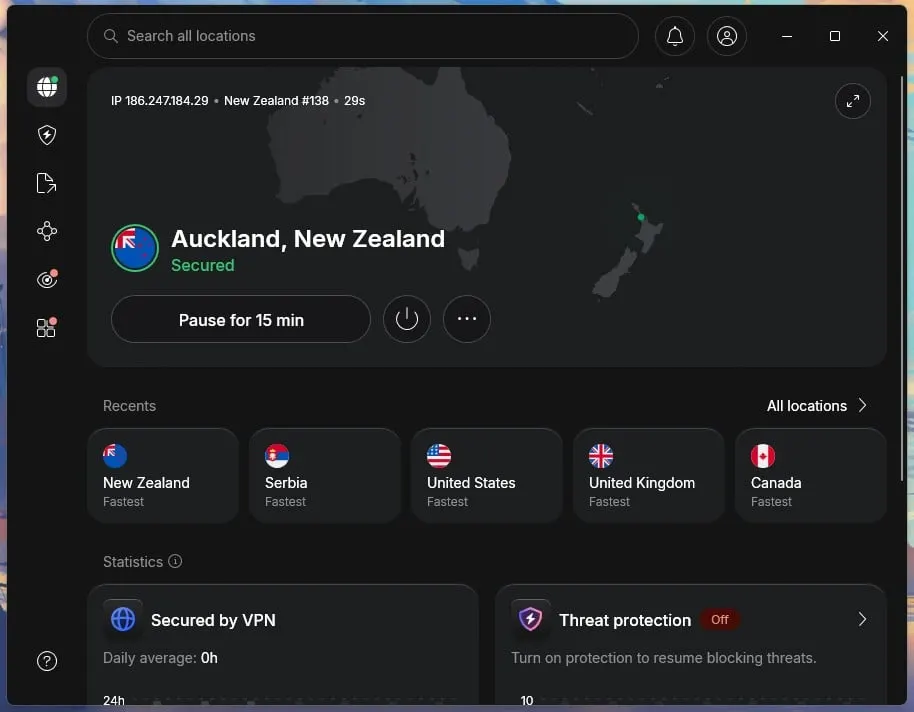 Search all locations
IP 186.247.184.29 • New Zealand #138 • 29s
Auckland, New Zealand
Secured
Pause for 15 min
Recents
All locations
New Zealand
Fastest
Serbia
Fastest
United States
Fastest
United Kingdom
Fastest
Canada
Fastest
Statistics
Secured by VPN
Daily average: 0h
24h
Threat protection Off
Turn on protection to resume blocking threats.
10